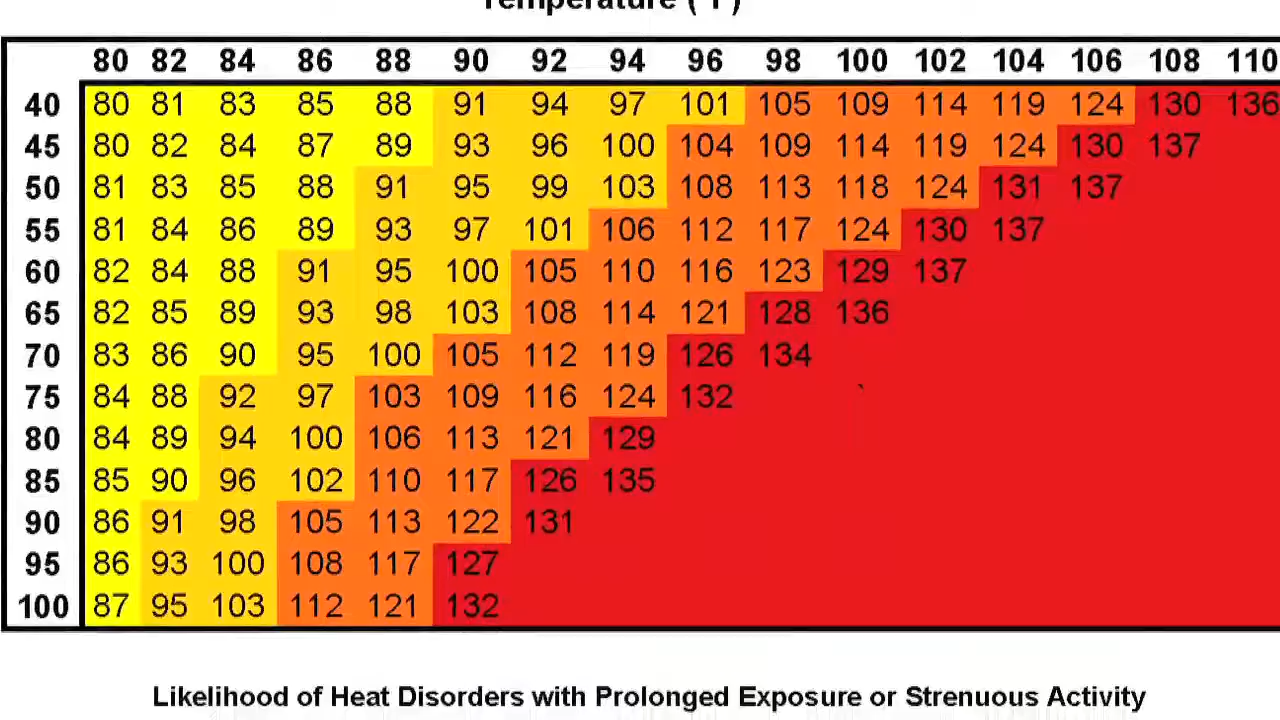 Temperature (°F)
80 82 84 86 88 90 92 94 96 98 100 102 104 106 108 110
40 80 81 83 85 88 91 94 97 101 105 109 114 119 124 130 136
45 80 82 84 87 89 93 96 100 104 109 114 119 124 130 137
50 81 83 85 88 91 95 99 103 108 113 118 124 131 137
55 81 84 86 89 93 97 101 106 112 117 124 130 137
60 82 84 88 91 95 100 105 110 116 123 129 137
65 82 85 89 93 98 103 108 114 121 128 136
70 83 86 90 95 100 105 112 119 126 134
75 84 88 92 97 103 109 116 124 132
80 84 89 94 100 106 113 121 129
85 85 90 96 102 110 117 126 135
90 86 91 98 105 113 122 131
95 86 93 100 108 117 127
100 87 95 103 112 121 132
Likelihood of Heat Disorders with Prolonged Exposure or Strenuous Activity